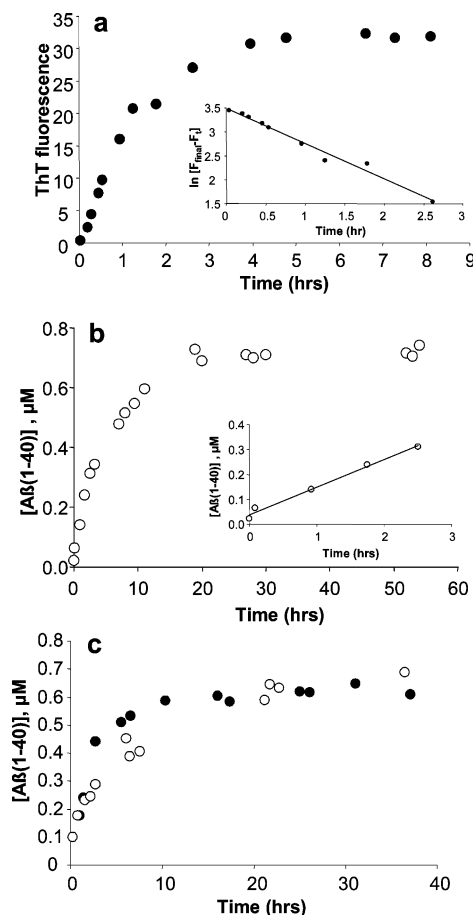 a
ThT fluorescence
35
30
25
20
15
10
5
0
0 1 2 3 4 5 6 7 8 9
Time (hrs)
ln [Ffinal-Ft]
3.5
3.0
2.5
2.0
1.5
0 0.5 1 1.5 2 2.5 3
Time (hr)
b
[Aß(1-40)] , µM
0.8
0.6
0.4
0.2
0.0
0 10 20 30 40 50 60
Time (hrs)
[Aß(1-40)] , µM
0.4
0.3
0.2
0.1
0.0
0 1 2 3
Time (hrs)
c
[Aß(1-40)], µM
0.8
0.7
0.6
0.5
0.4
0.3
0.2
0.1
0
0 10 20 30 40
Time (hrs)